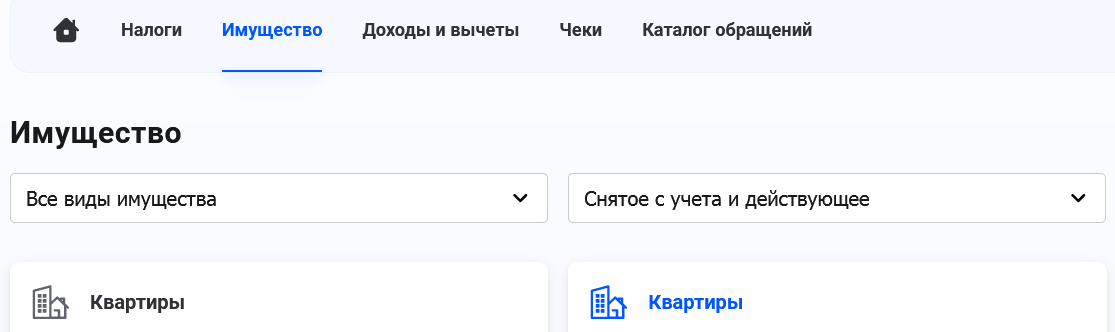 Налоги Имущество Доходы и вычеты Чеки Каталог обращений
Имущество
Все виды имущества Снятое с учета и действующее
Квартиры Квартиры